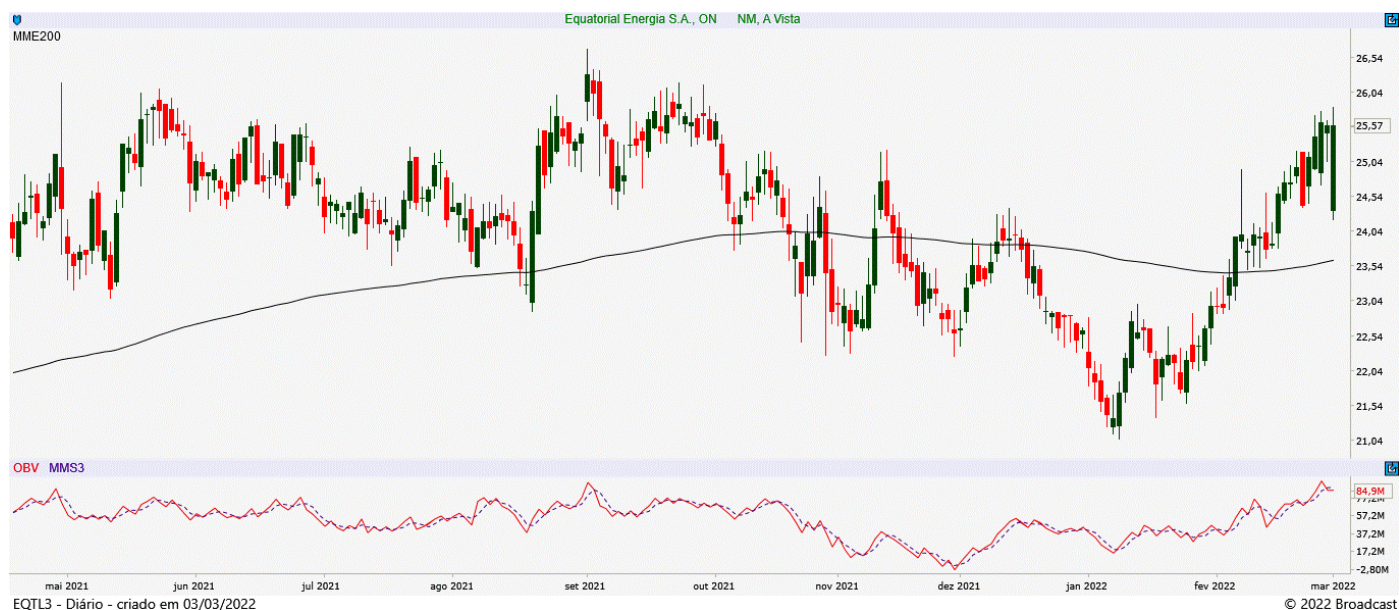 Equatorial Energia S.A., ON NM, A Vista
MME200
26,54
26,04
25,57
25,04
24,54
24,04
23,54
23,04
22,54
22,04
21,54
21,04
OBV MMS3
84,9M
77,2M
57,2M
37,2M
17,2M
-2,80M
mai 2021 jun 2021 jul 2021 ago 2021 set 2021 out 2021 nov 2021 dez 2021 jan 2022 fev 2022 mar 2022
EQTL3 - Diário - criado em 03/03/2022 © 2022 Broadcast